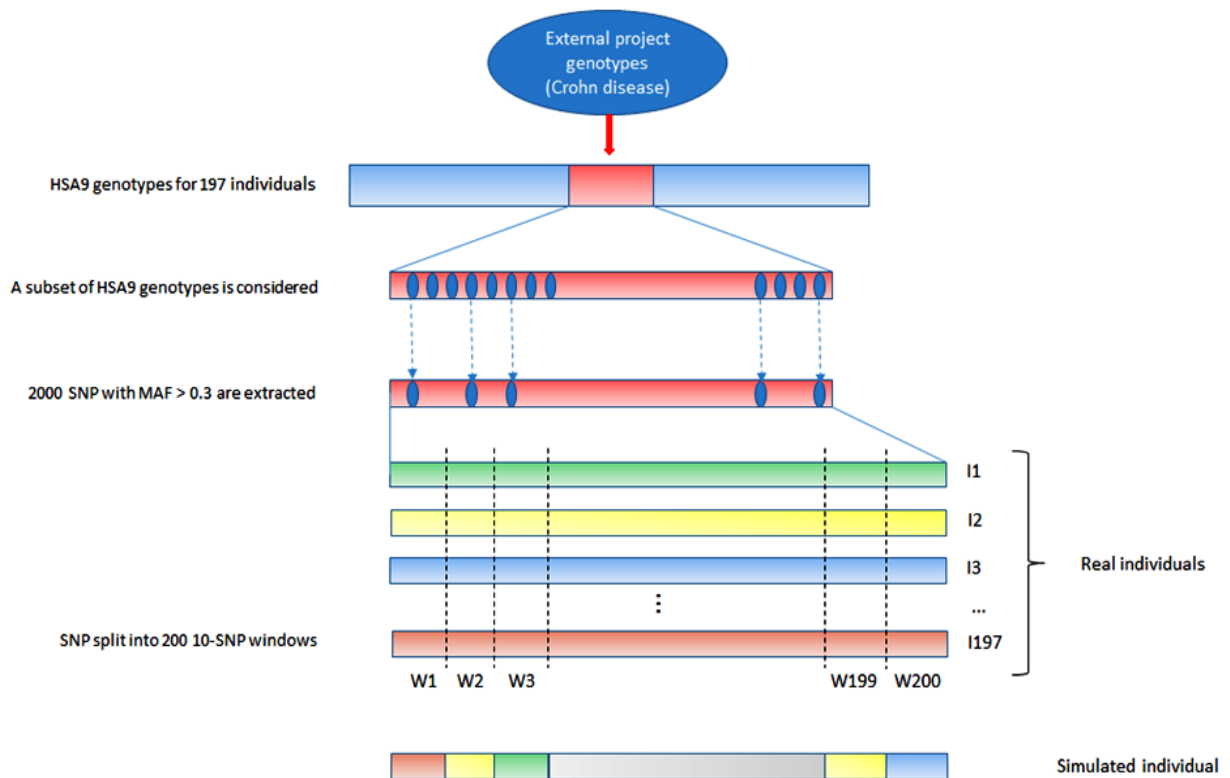 External project
genotypes
(Crohn disease)
HSA9 genotypes for 197 individuals
A subset of HSA9 genotypes is considered
2000 SNP with MAF > 0.3 are extracted
I1
I2
I3
Real individuals
...
...
SNP split into 200 10-SNP windows
I197
W1 W2 W3 W199 W200
Simulated individual